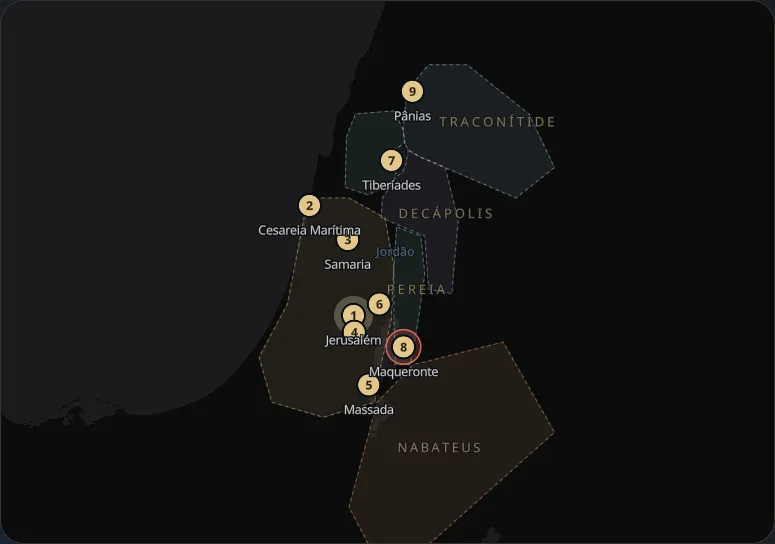 9
Pânias
TRACONÍTIDE
7
Tiberíades
2
DECÁPOLIS
Cesareia Marítima
3
Jordão
Samaria
PEREIA
6
1
4
Jerusalém
8
Maqueronte
5
Massada
NABATEUS